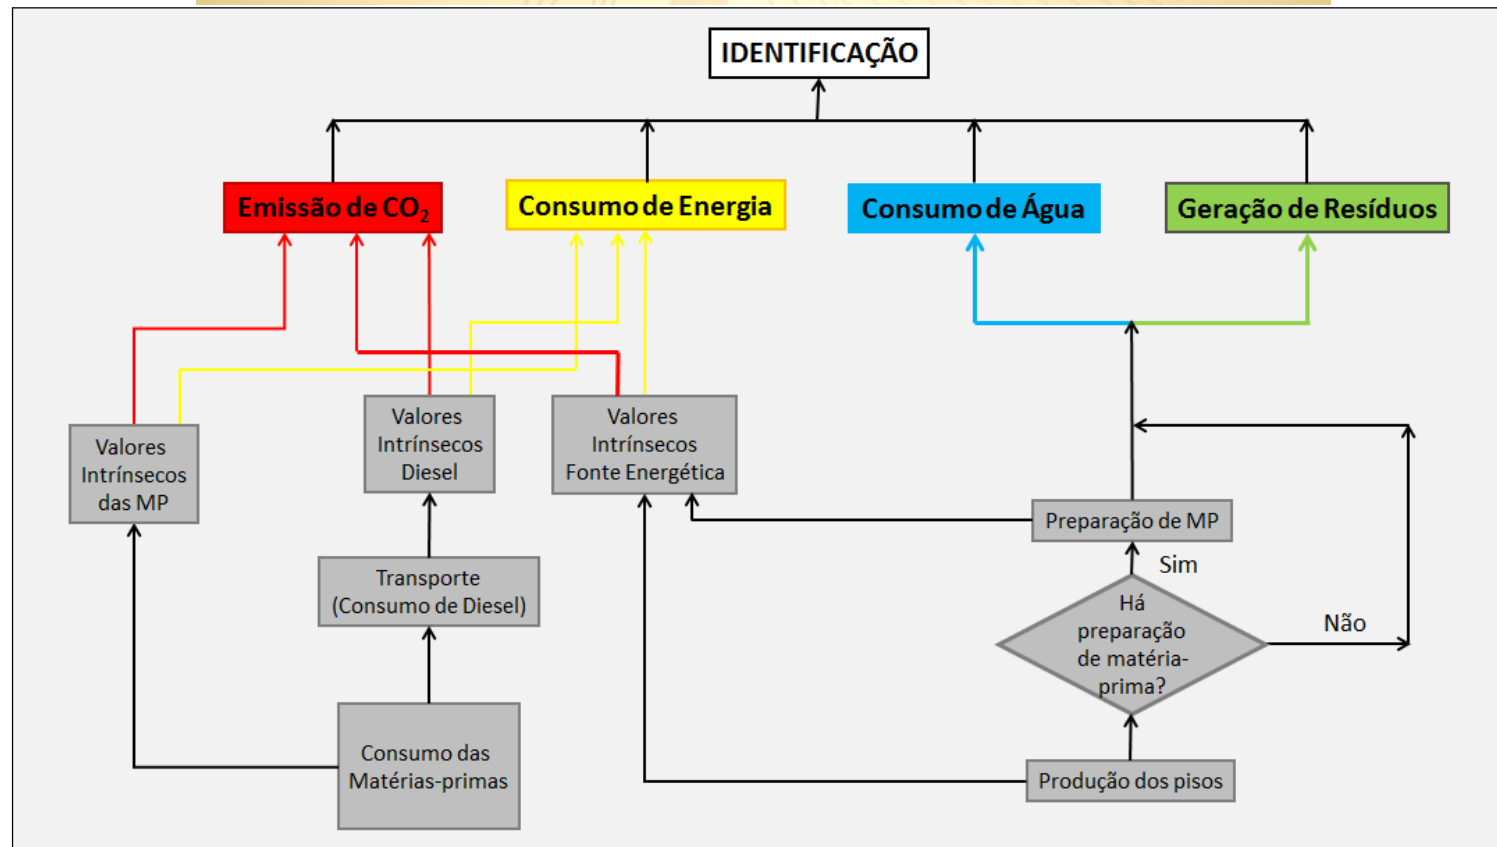 IDENTIFICAÇÃO
Emissão de CO₂
Consumo de Energia
Consumo de Água
Geração de Resíduos
Valores
Intrínsecos
das MP
Valores
Intrínsecos
Diesel
Valores
Intrínsecos
Fonte Energética
Preparação de MP
Sim
Transporte
(Consumo de Diesel)
Há
preparação
de matéria-
prima?
Não
Consumo das
Matérias-primas
Produção dos pisos